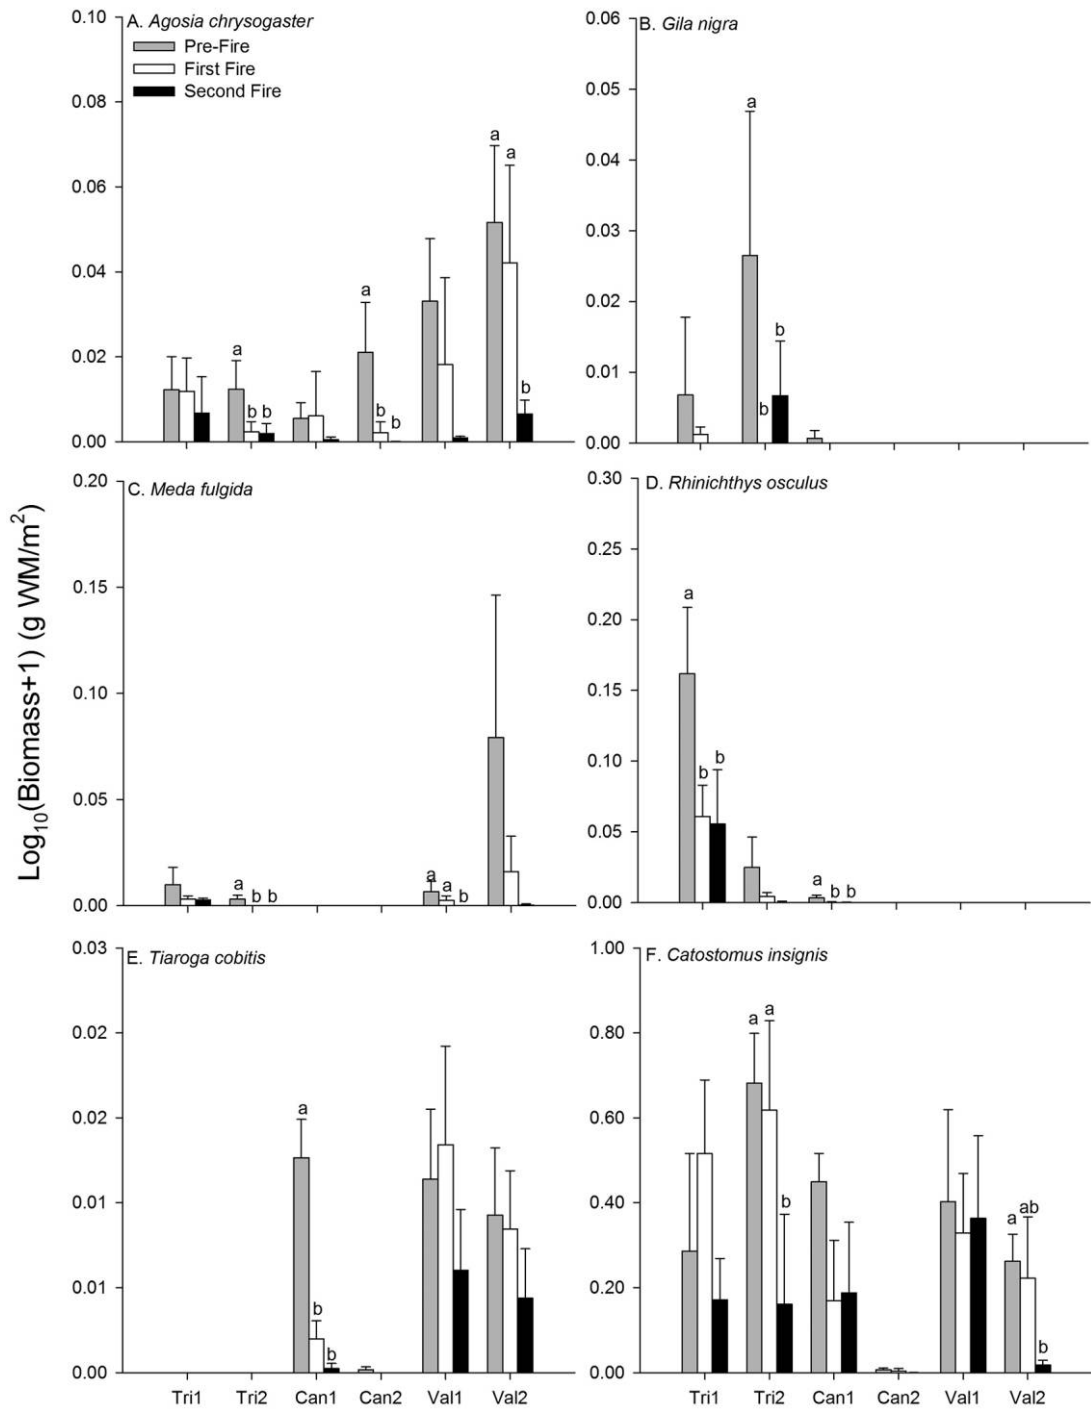 Log10(Biomass+1) (g WM/m2)
A. Agosia chrysogaster
Pre-Fire
First Fire
Second Fire
0.10
0.08
0.06
0.04
0.02
0.00
a
b b
a
b
b
a
a
b
B. Gila nigra
0.06
0.05
0.04
0.03
0.02
0.01
0.00
a
b
b
C. Meda fulgida
0.20
0.15
0.10
0.05
0.00
a
b b
a a
b
D. Rhinichthys osculus
0.30
0.25
0.20
0.15
0.10
0.05
0.00
a
b
b
a
b b
E. Tiaroga cobitis
0.03
0.02
0.02
0.01
0.01
0.00
a
b
b
Tri1 Tri2 Can1 Can2 Val1 Val2
F. Catostomus insignis
1.00
0.80
0.60
0.40
0.20
0.00
a
a
b
a
ab
b
Tri1 Tri2 Can1 Can2 Val1 Val2